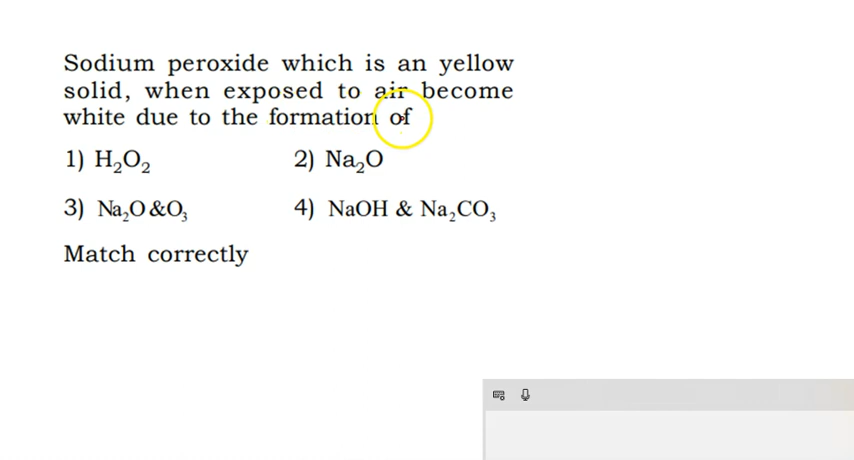 Sodium peroxide which is an yellow
solid, when exposed to air become
white due to the formation of
1) H₂O₂ 2) Na₂O
3) Na₂O&O₃ 4) NaOH & Na₂CO₃
Match correctly